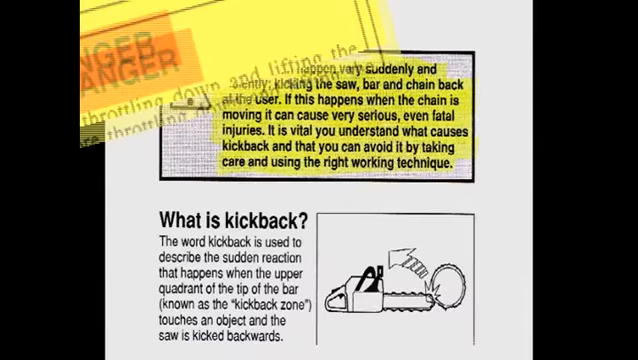 ANGER
DANGER
and lifting the
throttling down
throttling down
happen very suddenly and
kicking the saw, bar and chain back
at the user. If this happens when the chain is
moving it can cause very serious, even fatal
injuries. It is vital you understand what causes
kickback and that you can avoid it by taking
care and using the right working technique.
What is kickback?
The word kickback is used to
describe the sudden reaction
that happens when the upper
quadrant of the tip of the bar
(known as the “kickback zone”)
touches an object and the
saw is kicked backwards.